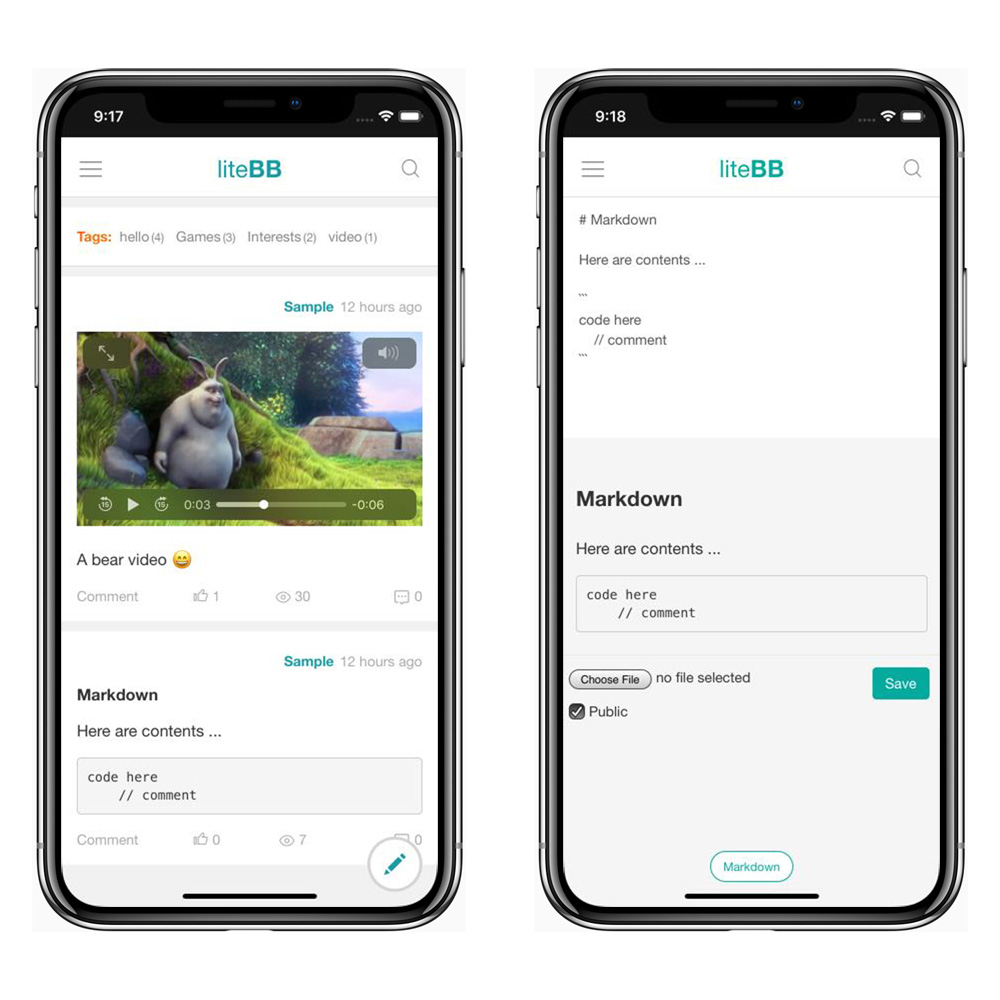 9:17
liteBB
Tags: hello (4) Games (3) Interests (2) video (1)
Sample 12 hours ago
15 15 0:03 -0:06
A bear video 😄
Comment 1 30 0
Sample 12 hours ago
Markdown
Here are contents ...
code here
    // comment
Comment 0 7 0
9:18
liteBB
# Markdown
Here are contents ...
```
code here
    // comment
```
Markdown
Here are contents ...
code here
    // comment
Choose File no file selected
Save
Public
Markdown